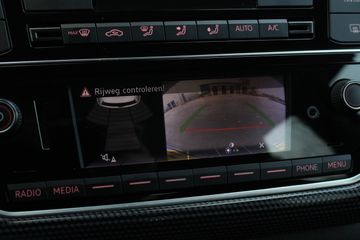 MAX
AUTO
A/C
Rijweg controleren!
RADIO
MEDIA
PHONE
MENU